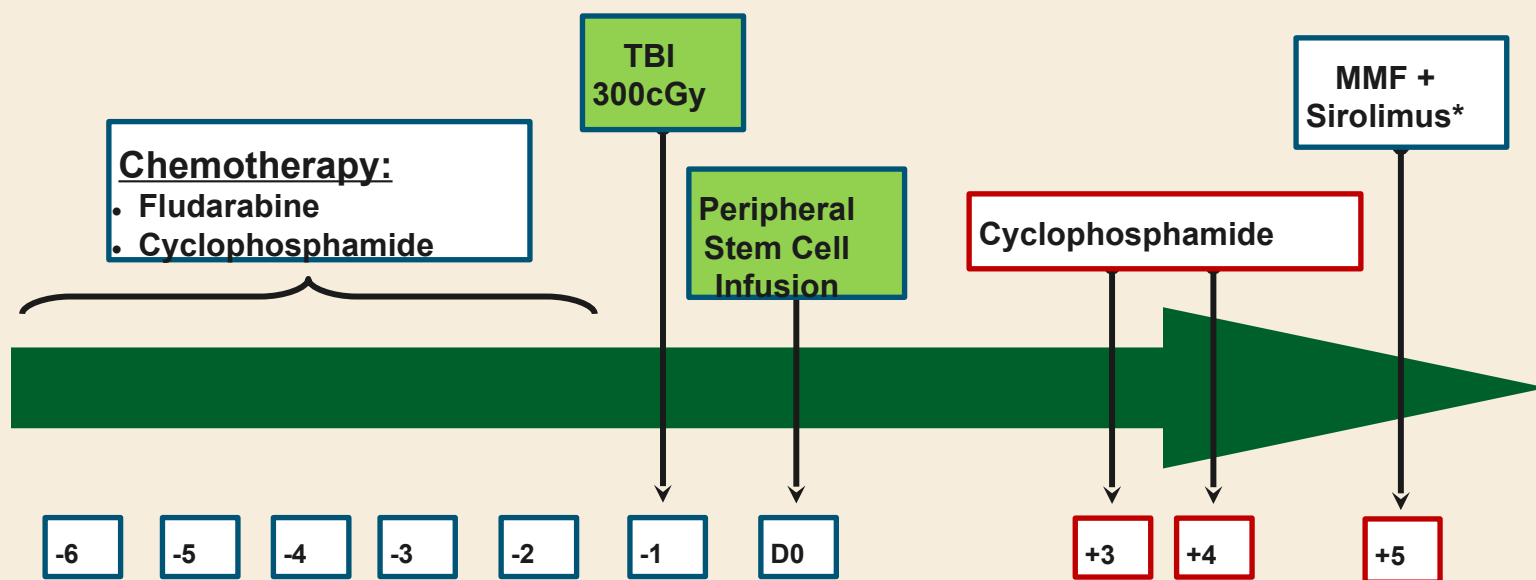 TBI
300cGy
MMF +
Sirolimus*
Chemotherapy:
• Fludarabine
• Cyclophosphamide
Peripheral
Stem Cell
Infusion
Cyclophosphamide
-6
-5
-4
-3
-2
-1
D0
+3
+4
+5